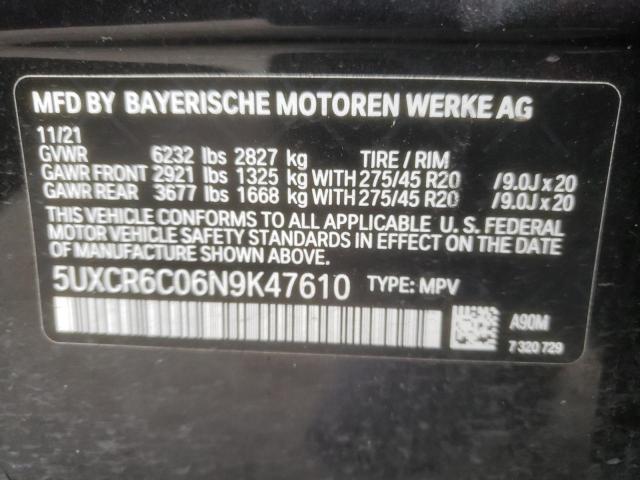 MFD BY BAYERISCHE MOTOREN WERKE AG
11/21
GVWR 6232 lbs 2827 kg TIRE / RIM
GAWR FRONT 2921 lbs 1325 kg WITH 275/45 R20 /9.0J x 20
GAWR REAR 3677 lbs 1668 kg WITH 275/45 R20 /9.0J x 20
THIS VEHICLE CONFORMS TO ALL APPLICABLE U. S. FEDERAL
MOTOR VEHICLE SAFETY STANDARDS IN EFFECT ON THE DATE
OF MANUFACTURE SHOWN ABOVE.
5UXCR6C06N9K47610 TYPE: MPV
A90M
7 320 729